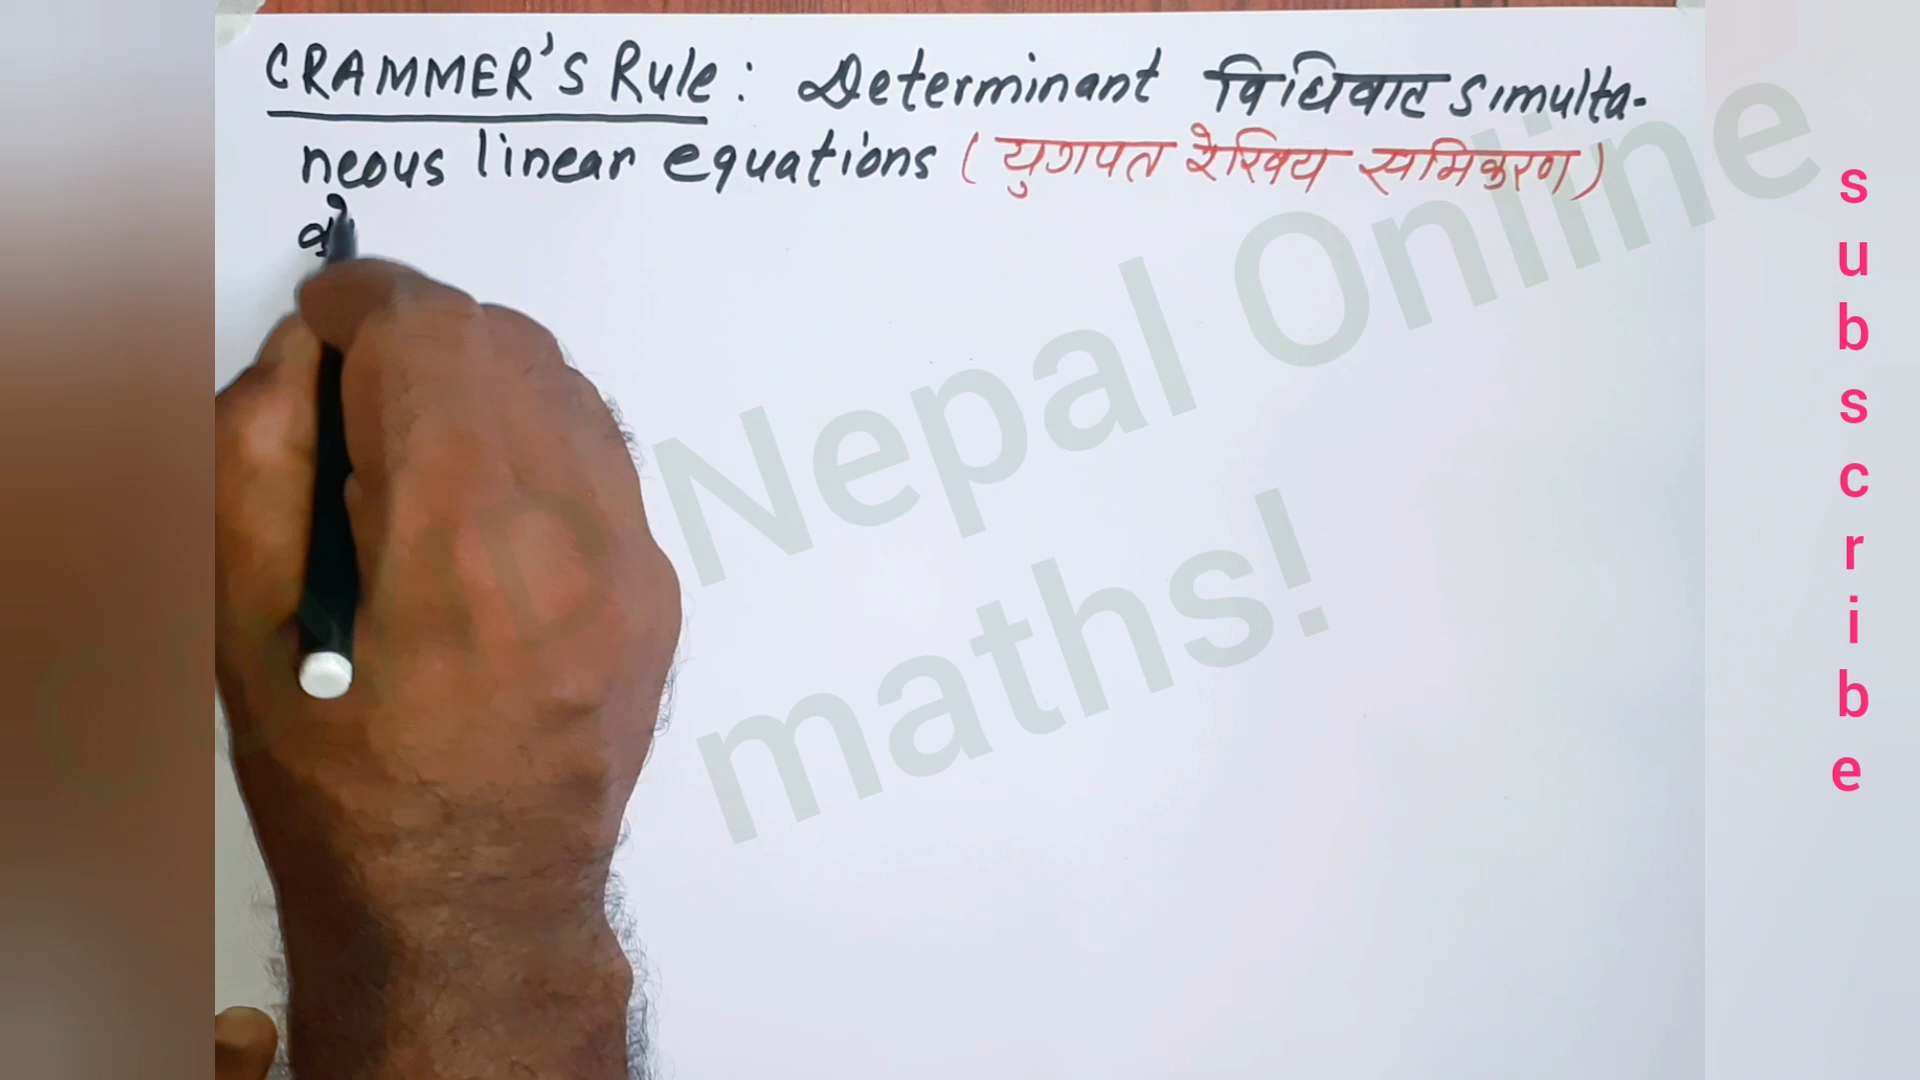 CRAMMER'S Rule : Determinant विधिबाट simulta-
neous linear equations (युगपत रेखिय समिकरण)
Nepal Online
maths!
subscribe